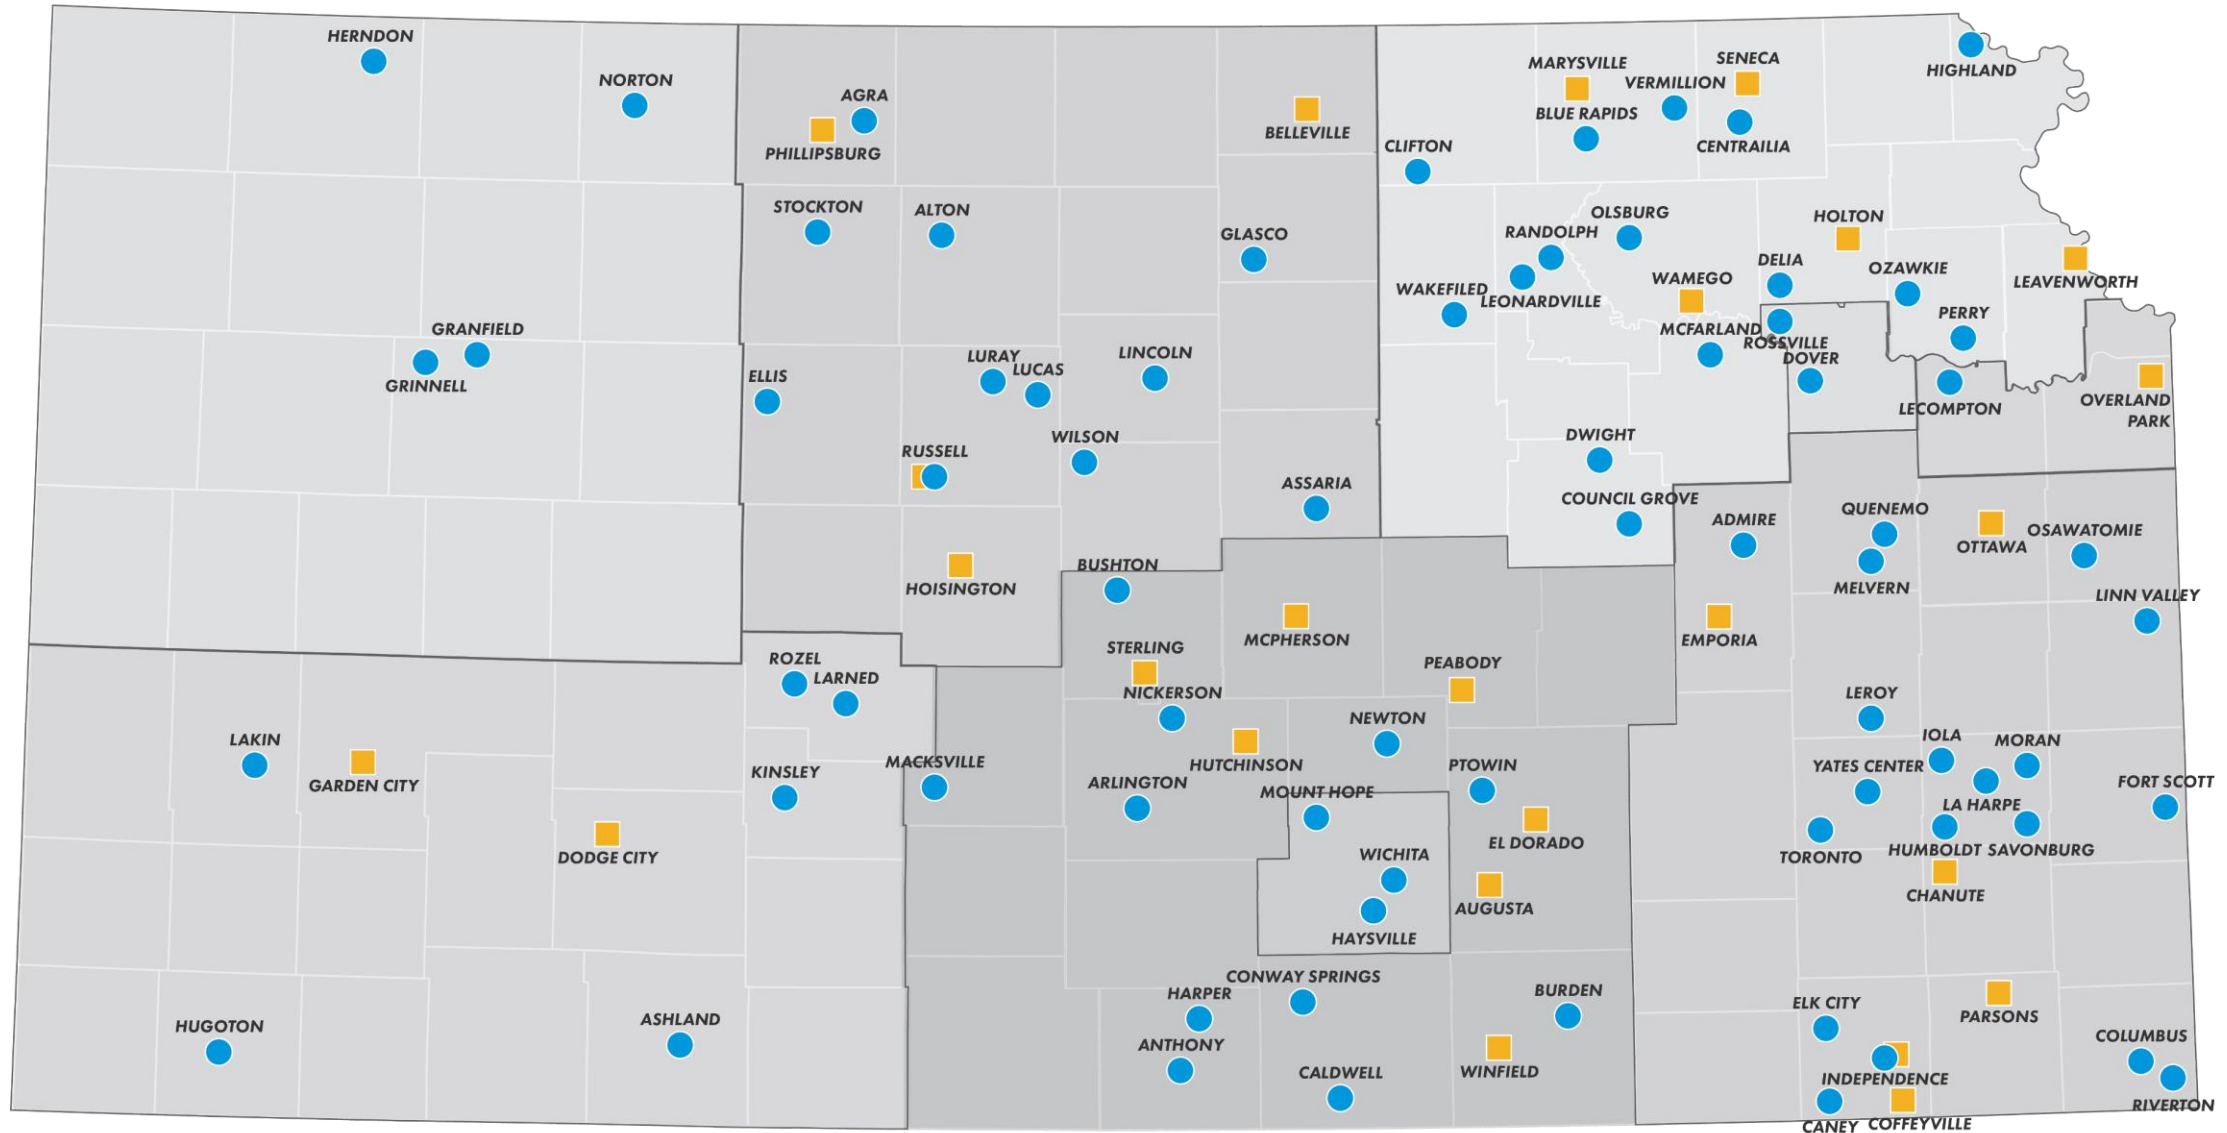 HERNDON
NORTON
AGRA
PHILLIPSBURG
BELLEVILLE
MARYSVILLE
VERMILLION
SENECA
HIGHLAND
BLUE RAPIDS
CENTRAILIA
CLIFTON
STOCKTON
ALTON
GLASCO
OLSBURG
RANDOLPH
HOLTON
DELIA
OZAWKIE
WAMEGO
LEAVENWORTH
WAKEFILED
LEONARDVILLE
PERRY
MCFARLAND
ROSSVILLE
DOVER
GRANFIELD
GRINNELL
LURAY
LUCAS
LINCOLN
ELLIS
LECOMPTON
OVERLAND
PARK
WILSON
RUSSELL
DWIGHT
ASSARIA
COUNCIL GROVE
ADMIRE
QUENEMO
OTTAWA
OSAWATOMIE
HOISINGTON
BUSHTON
MELVERN
LINN VALLEY
MCPHERSON
EMPORIA
STERLING
ROZEL
LARNED
PEABODY
NICKERSON
LEROY
NEWTON
LAKIN
GARDEN CITY
KINSLEY
MACKSVILLE
HUTCHINSON
PTOWIN
IOLA
MORAN
YATES CENTER
ARLINGTON
MOUNT HOPE
FORT SCOTT
LA HARPE
EL DORADO
DODGE CITY
WICHITA
TORONTO
HUMBOLDT
SAVONBURG
AUGUSTA
CHANUTE
HAYSVILLE
CONWAY SPRINGS
HARPER
BURDEN
ELK CITY
PARSONS
HUGOTON
ASHLAND
ANTHONY
COLUMBUS
CALDWELL
WINFIELD
INDEPENDENCE
RIVERTON
CANEY
COFFEYVILLE